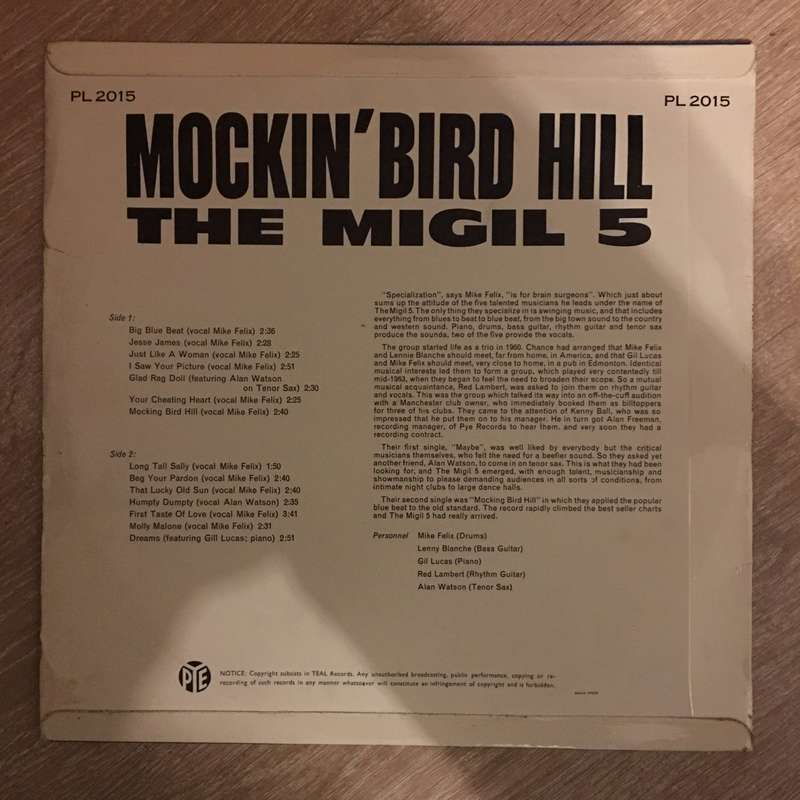 PL 2015
PL 2015
MOCKIN' BIRD HILL
THE MIGIL 5
Side 1:
Big Blue Beat (vocal Mike Felix) 2:36
Jesse James (vocal Mike Felix) 2:28
Just Like A Woman (vocal Mike Felix) 2:25
I Saw Your Picture (vocal Mike Felix) 2:51
Glad Rag Doll (featuring Alan Watson
on Tenor Sax) 2:30
Your Cheating Heart (vocal Mike Felix) 2:25
Mocking Bird Hill (vocal Mike Felix) 2:40
Side 2:
Long Tall Sally (vocal Mike Felix) 1:50
Beg Your Pardon (vocal Mike Felix) 2:40
That Lucky Old Sun (vocal Mike Felix) 2:40
Humpty Dumpty (vocal Alan Watson) 2:35
First Taste Of Love (vocal Mike Felix) 3:41
Molly Malone (vocal Mike Felix) 2:31
Dreams (featuring Gill Lucas; piano) 2:51
"Specialization", says Mike Felix, "is for brain surgeons". Which just about
sums up the attitude of the five talented musicians he leads under the name of
The Migil 5. The only thing they specialize in is swinging music, and that includes
everything from blues to beat to blue beat, from the big town sound to the country
and western sound. Piano, drums, bass guitar, rhythm guitar and tenor sax
produce the sounds, two of the five provide the vocals.
The group started life as a trio in 1960. Chance had arranged that Mike Felix
and Lennie Blanche should meet, far from home, in America, and that Gil Lucas
and Mike Felix should meet, very close to home, in a pub in Edmonton. Identical
musical interests led them to form a group, which played very contentedly till
mid-1963, when they began to feel the need to broaden their scope. So a mutual
musical acquaintance, Red Lambert, was asked to join them on rhythm guitar
and vocals. This was the group which talked its way into an off-the-cuff audition
with a Manchester club owner, who immediately booked them as billtoppers
for three of his clubs. They came to the attention of Kenny Ball, who was so
impressed that he put them on to his manager. He in turn got Alan Freeman,
recording manager, of Pye Records to hear them. and very soon they had a
recording contract.
Their first single, "Maybe", was well liked by everybody but the critical
musicians themselves, who felt the need for a beefier sound. So they asked yet
another friend, Alan Watson, to come in on tenor sax. This is what they had been
looking for, and The Migil 5 emerged, with enough talent, musicianship and
showmanship to please demanding audiences in all sorts of conditions, from
intimate night clubs to large dance halls.
Their second single was "Mocking Bird Hill" in which they applied the popular
blue beat to the old standard. The record rapidly climbed the best seller charts
and The Migil 5 had really arrived.
Personnel Mike Felix (Drums)
Lenny Blanche (Bass Guitar)
Gil Lucas (Piano)
Red Lambert (Rhythm Guitar)
Alan Watson (Tenor Sax)
PYE
NOTICE: Copyright subsists in TEAL Records. Any unauthorised broadcasting, public performance, copying or re-
recording of such records in any manner whatsoever will constitute an infringement of copyright and is forbidden.